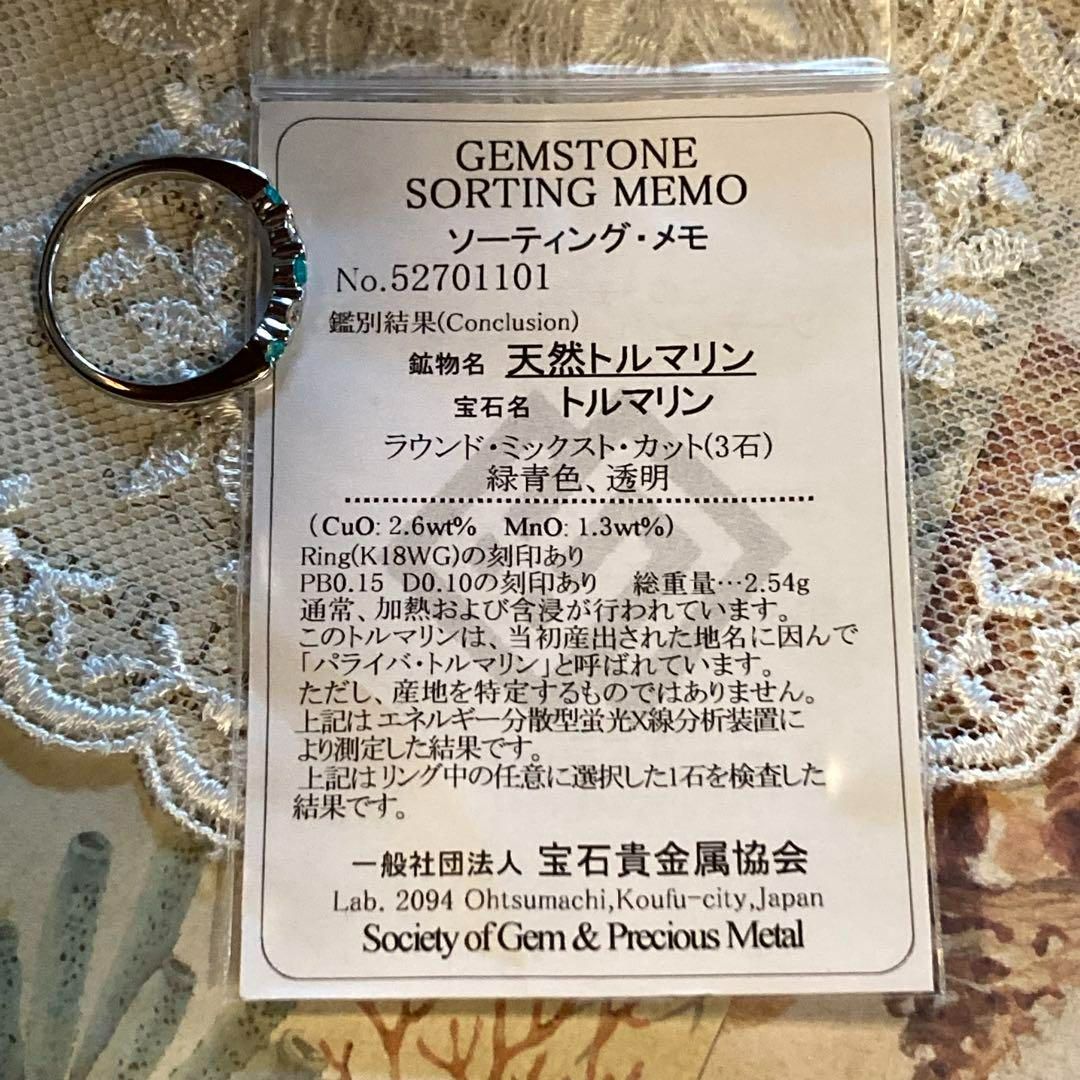 GEMSTONE
SORTING MEMO
ソーティング・メモ
No.52701101
鑑別結果(Conclusion)
鉱物名 天然トルマリン
宝石名 トルマリン
ラウンド・ミックスト・カット(3石)
緑青色、透明
(CuO: 2.6wt% MnO: 1.3wt%)
Ring(K18WG)の刻印あり
PB0.15 D0.10の刻印あり 総重量…2.54g
通常、加熱および含浸が行われています。
このトルマリンは、当初産出された地名に因んで
「パライバ・トルマリン」と呼ばれています。
ただし、産地を特定するものではありません。
上記はエネルギー分散型蛍光X線分析装置に
より測定した結果です。
上記はリング中の任意に選択した1石を検査した
結果です。
一般社団法人 宝石貴金属協会
Lab. 2094 Ohtsumachi,Koufu-city,Japan
Society of Gem & Precious Metal